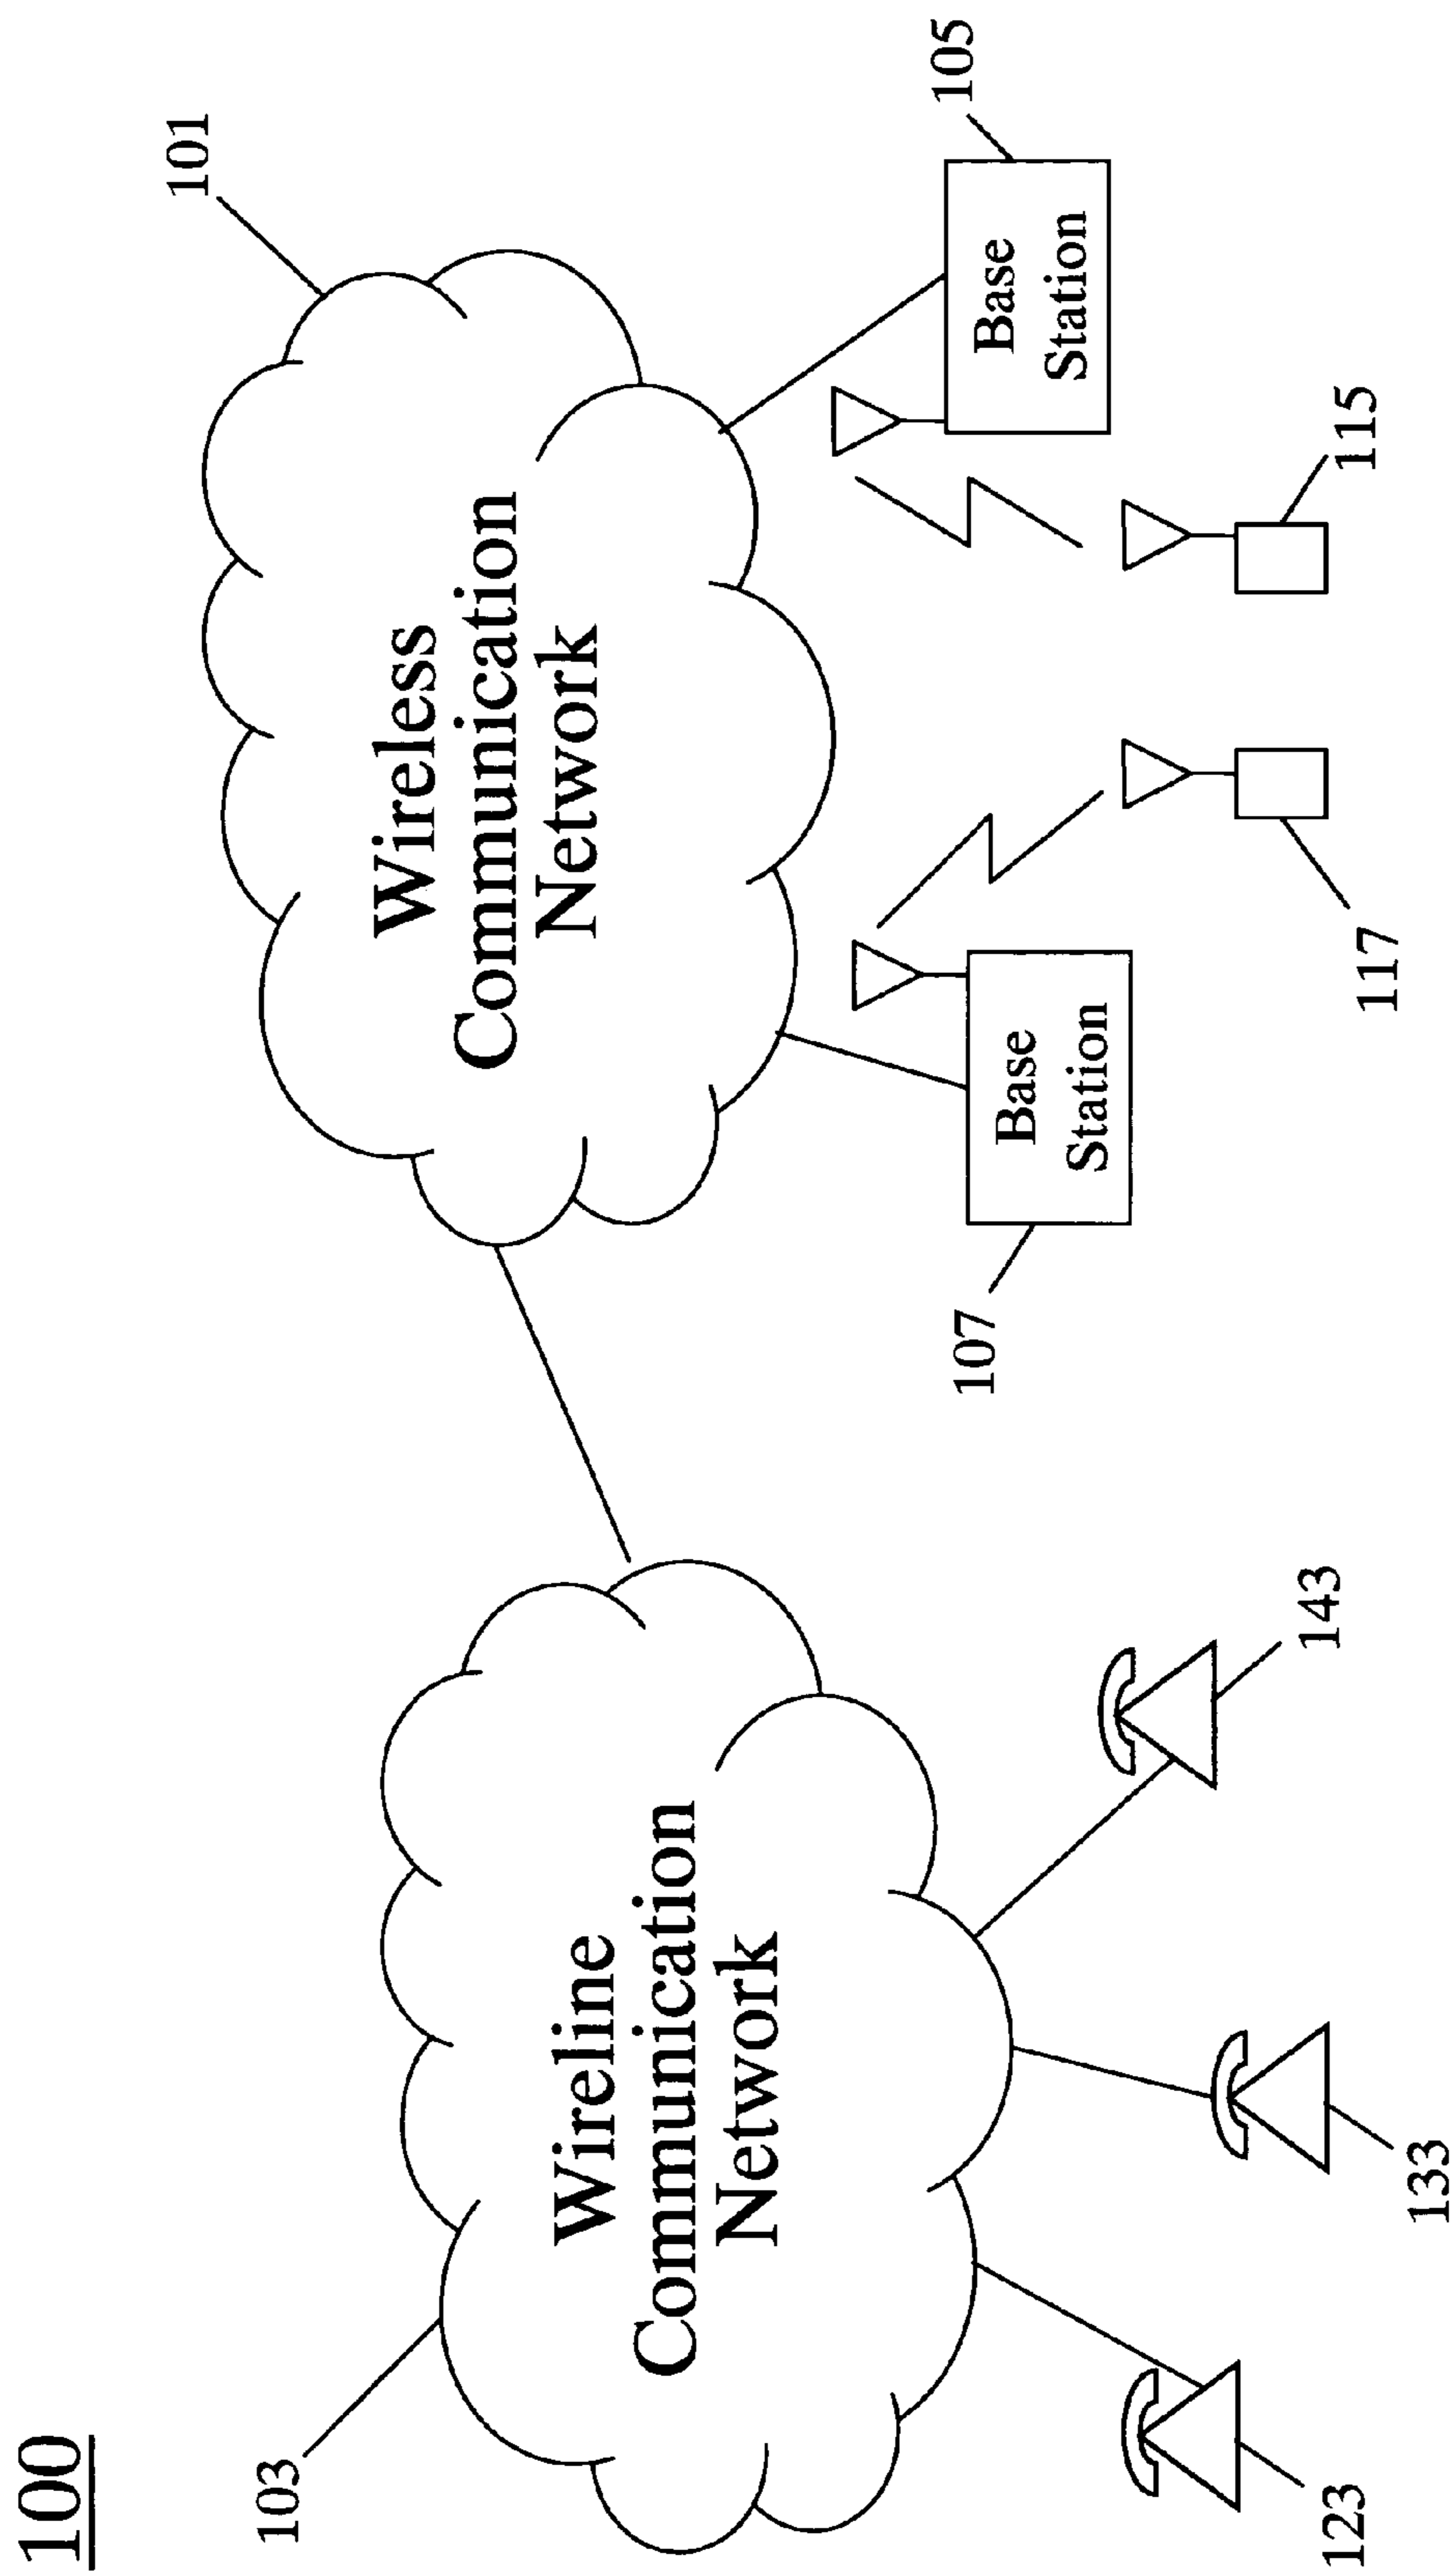 100
101
103
Wireless
Communication
Network
Wireline
Communication
Network
105
Base
Station
107
Base
Station
115
117
143
133
123